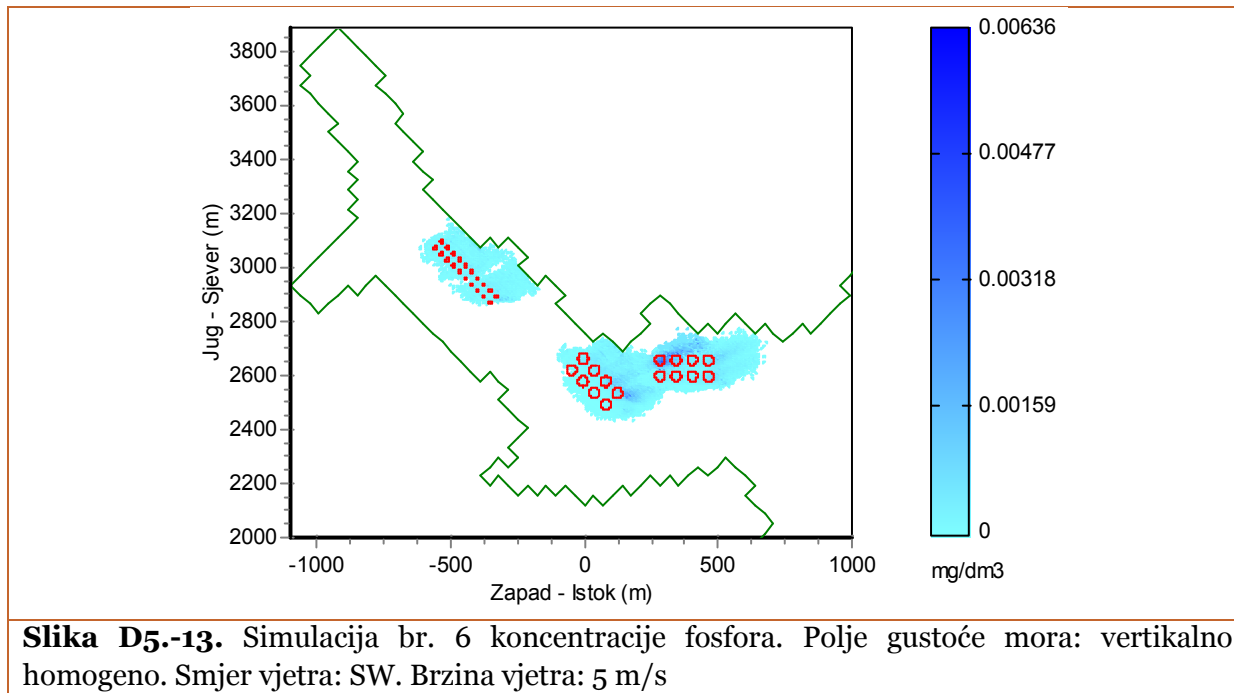 3800
3600
3400
3200
3000
2800
2600
2400
2200
2000
Jug - Sjever (m)
-1000 -500 0 500 1000
Zapad - Istok (m)
0.00636
0.00477
0.00318
0.00159
0
mg/dm3
Slika D5.-13. Simulacija br. 6 koncentracije fosfora. Polje gustoće mora: vertikalno
homogeno. Smjer vjetra: SW. Brzina vjetra: 5 m/s